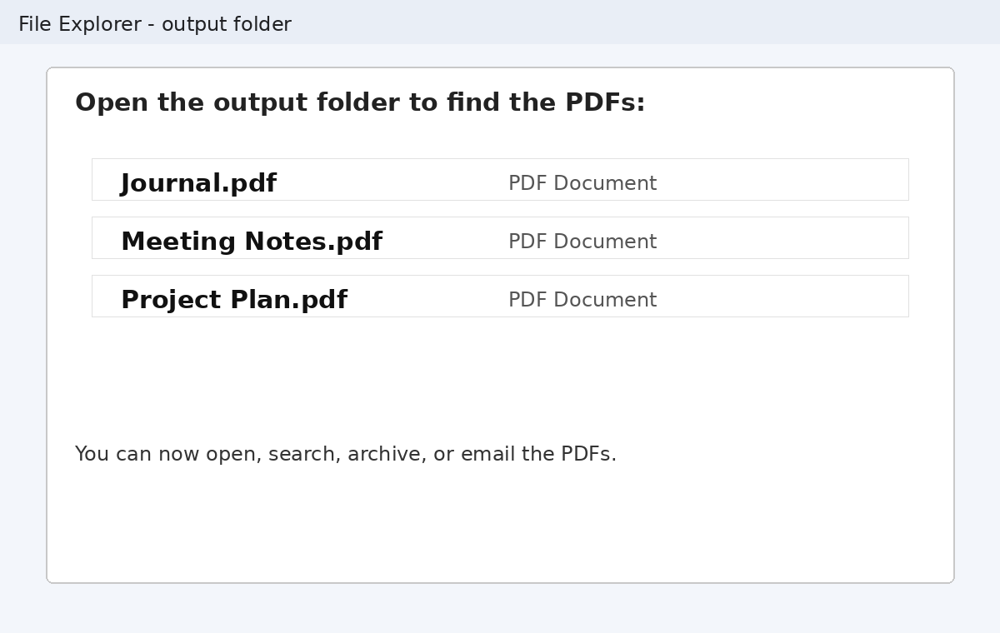 File Explorer - output folder
Open the output folder to find the PDFs:
Journal.pdf PDF Document
Meeting Notes.pdf PDF Document
Project Plan.pdf PDF Document
You can now open, search, archive, or email the PDFs.